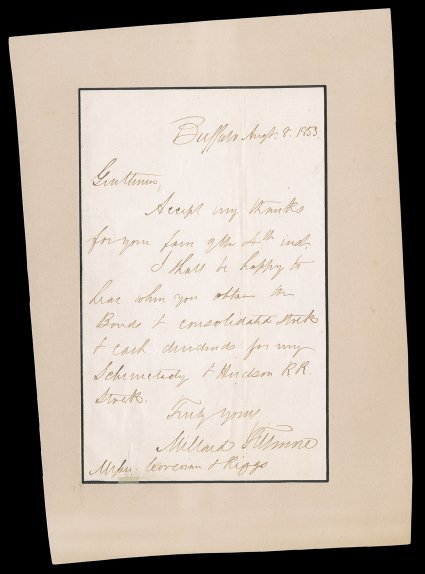 Buffalo Augt. 8. 1853.
Gentlemen,
Accept my thanks
for your favr of the 4th inst.
I shall be happy to
hear when you obtain the
Bonds & consolidated Stock
& cash dividends for my
Schenectady & Hudson R.R.
Stock.
Truly yours
Millard Fillmore
Messrs. Corcoran & Riggs